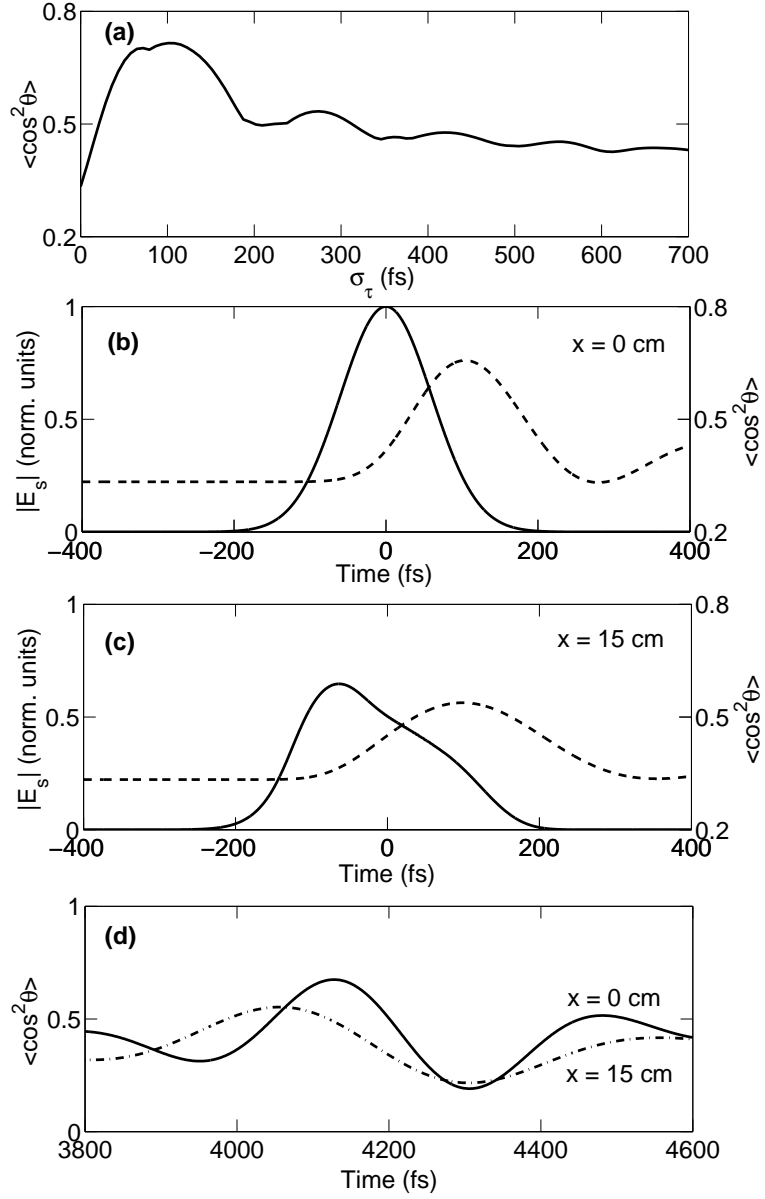 0.8
(a)
<cos²θ>
0.5
0.2
0 100 200 300 400 500 600 700
σ_τ (fs)
1 0.8
(b) x = 0 cm
|E_s| (norm. units) 0.5 0.5 <cos²θ>
0 0.2
−400 −200 0 200 400
Time (fs)
1 0.8
(c) x = 15 cm
|E_s| (norm. units) 0.5 0.5 <cos²θ>
0 0.2
−400 −200 0 200 400
Time (fs)
1
(d)
<cos²θ>
x = 0 cm
0.5
x = 15 cm
0
3800 4000 4200 4400 4600
Time (fs)